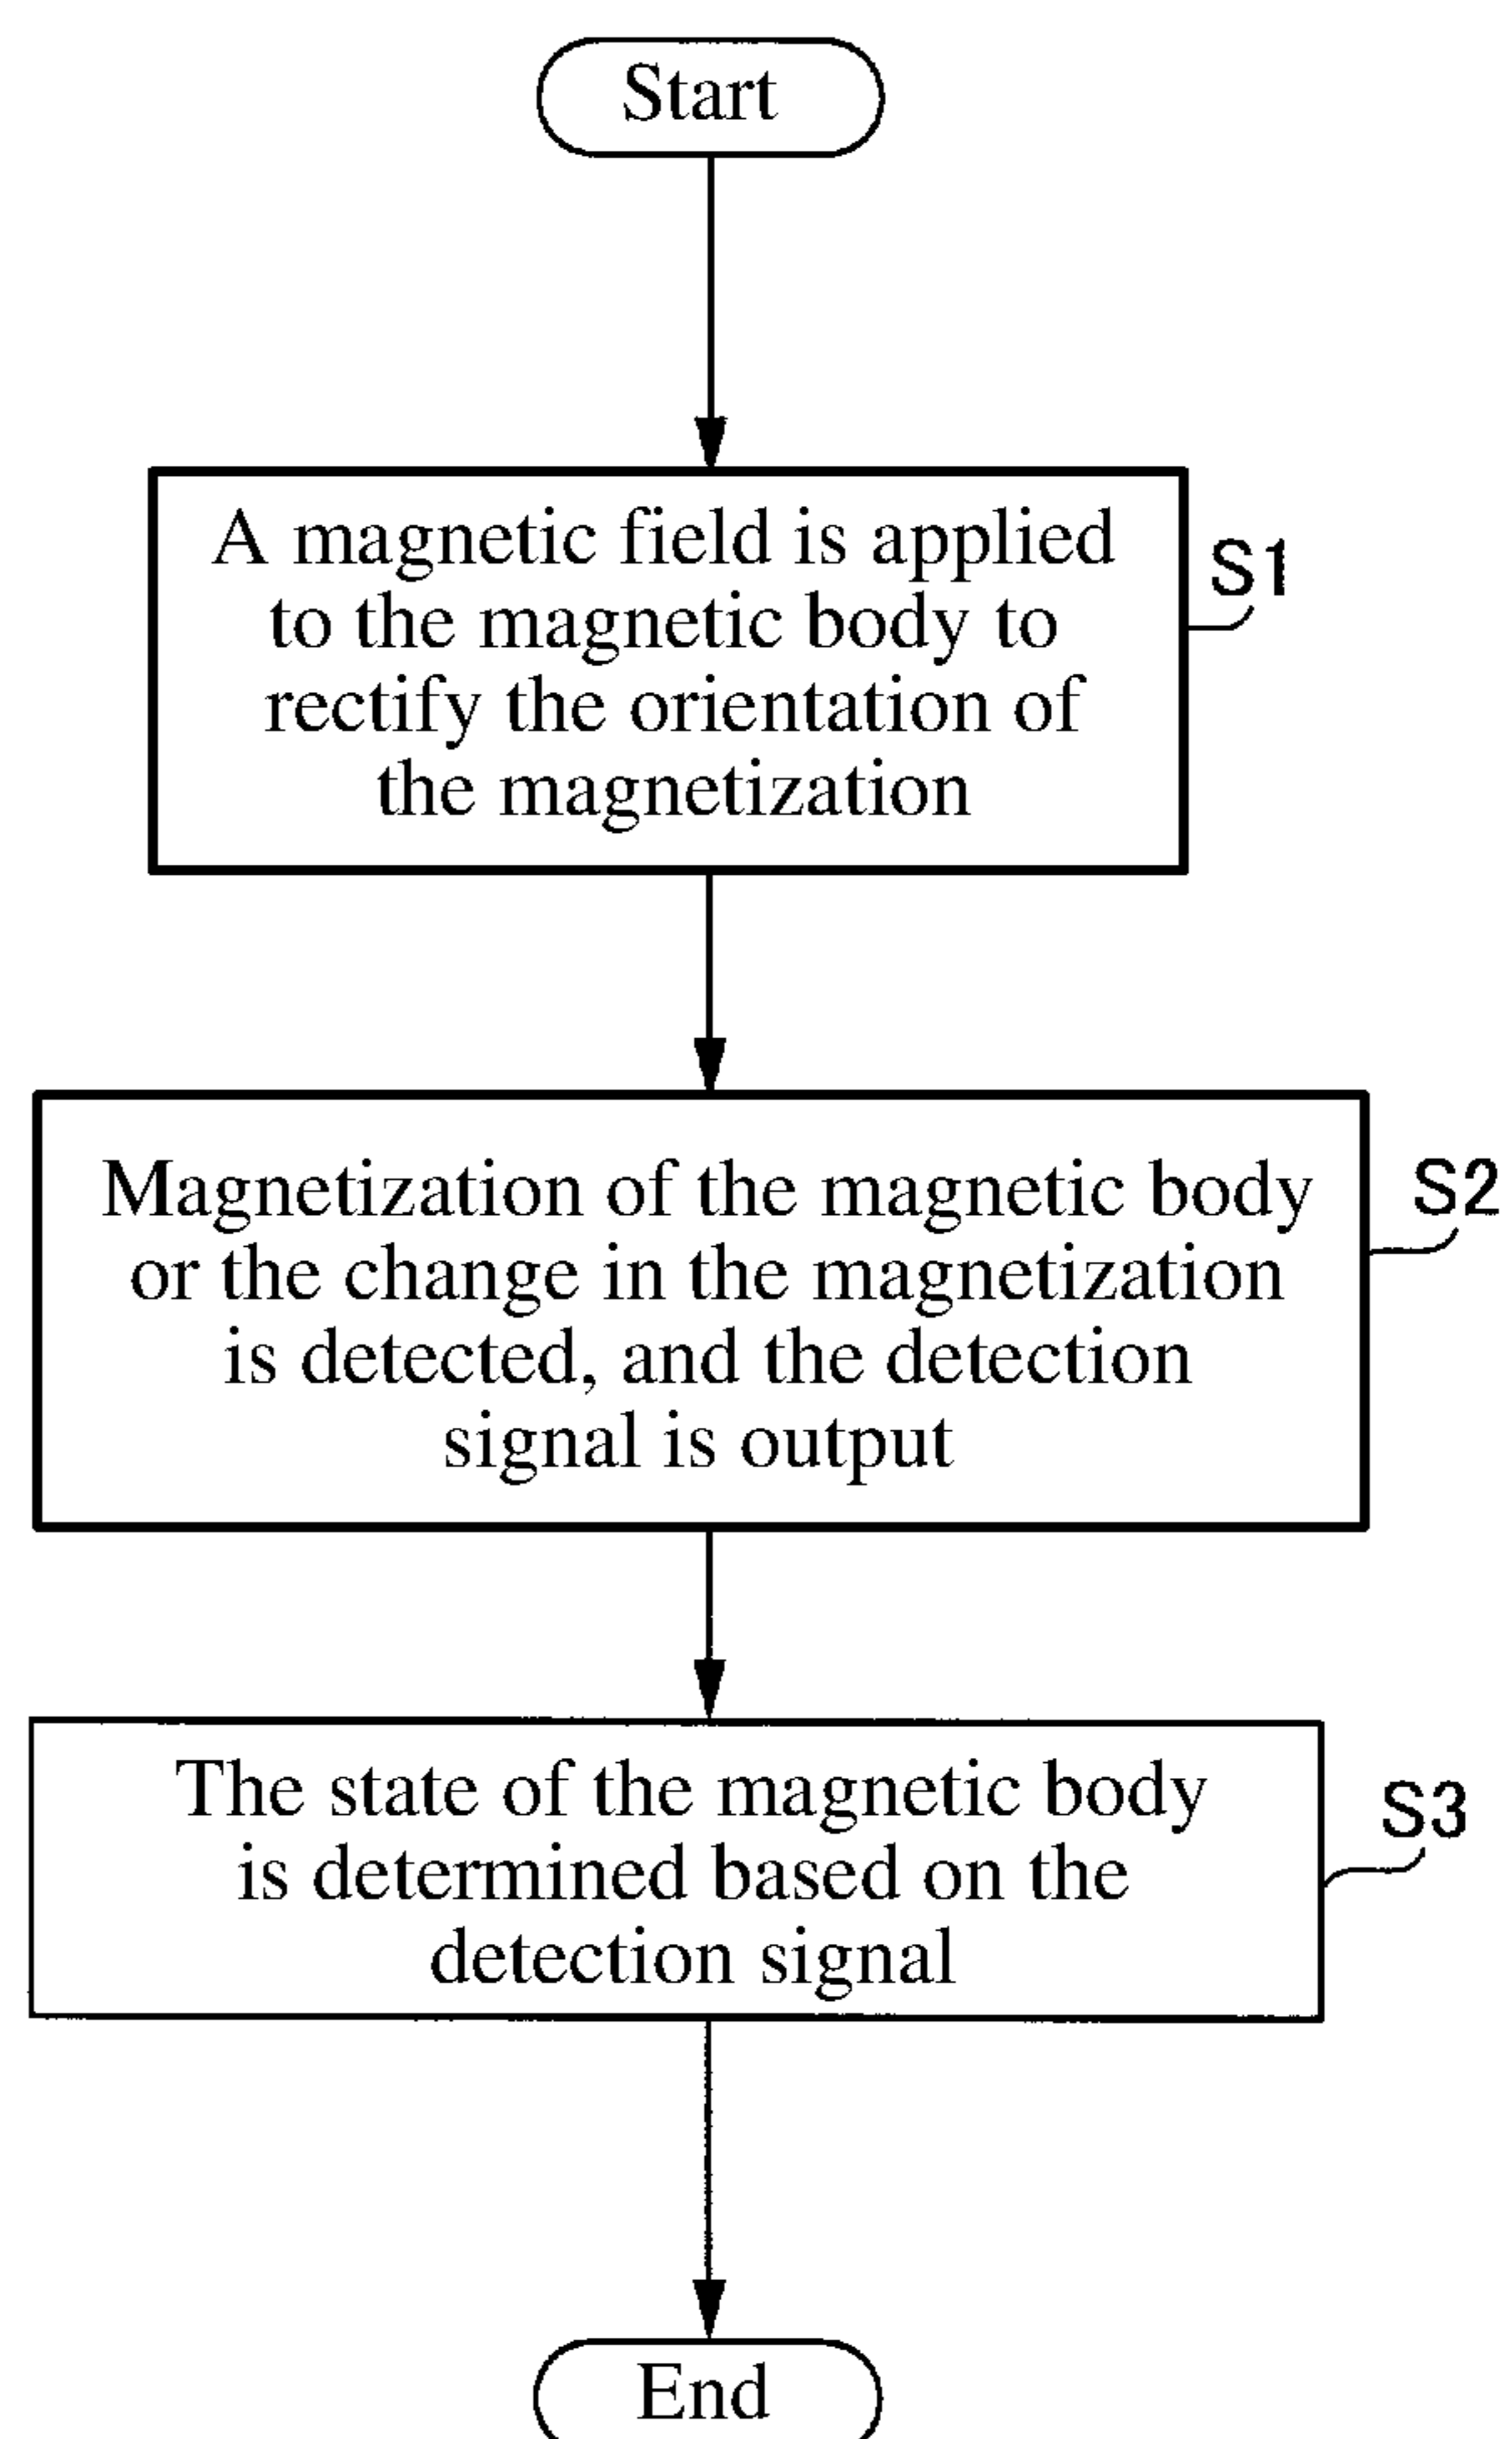 Start
A magnetic field is applied
to the magnetic body to
rectify the orientation of
the magnetization
S1
Magnetization of the magnetic body
or the change in the magnetization
is detected, and the detection
signal is output
S2
The state of the magnetic body
is determined based on the
detection signal
S3
End